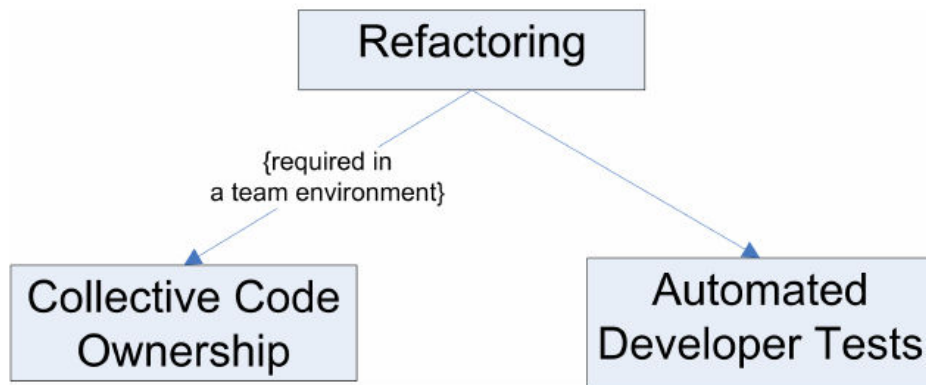 Refactoring
{required in
a team environment}
Collective Code
Ownership
Automated
Developer Tests